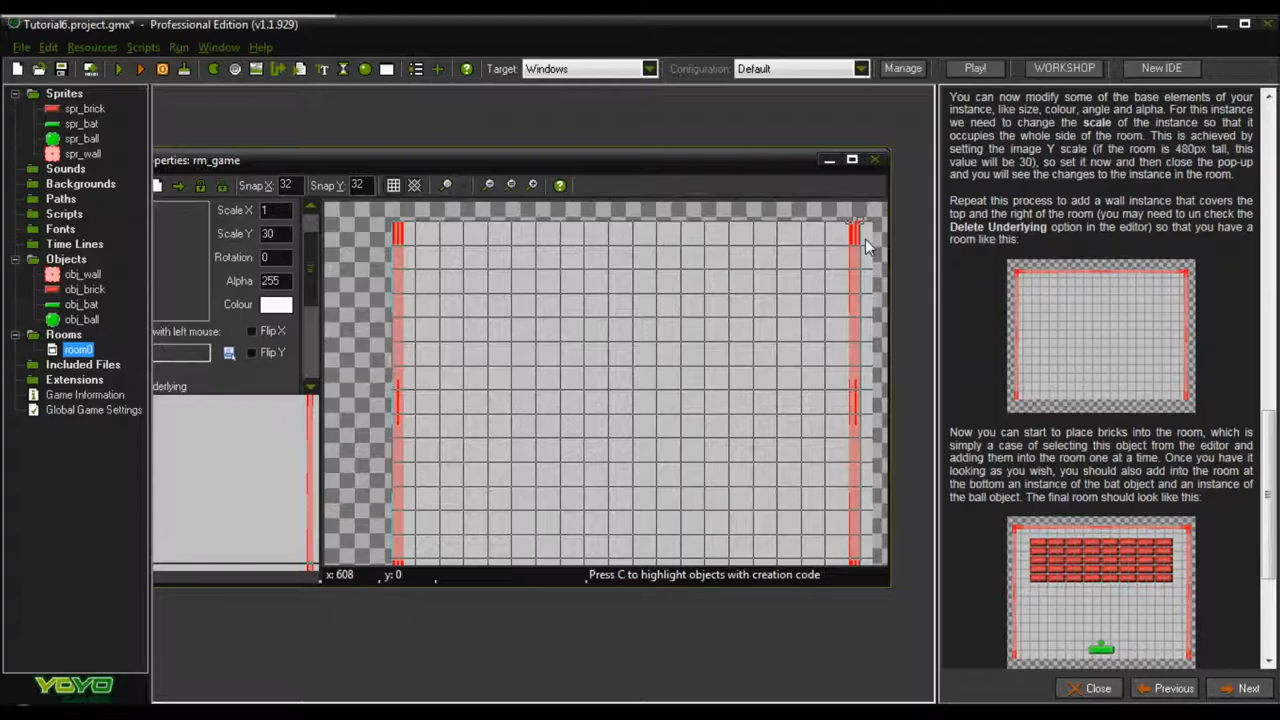 Tutorial6.project.gmx* - Professional Edition (v1.1.929)
File Edit Resources Scripts Run Window Help
Target: Windows Configuration: Default Manage Play! WORKSHOP New IDE
Sprites
spr_brick
spr_bat
spr_ball
spr_wall
Sounds
Backgrounds
Paths
Scripts
Fonts
Time Lines
Objects
obj_wall
obj_brick
obj_bat
obj_ball
Rooms
room0
Included Files
Extensions
Game Information
Global Game Settings
YOYO
GAMES
perties: rm_game
Snap X: 32 Snap Y: 32
Scale X 1
Scale Y 30
Rotation 0
Alpha 255
Colour
with left mouse: Flip X
Flip Y
derlying
x: 608 y: 0 Press C to highlight objects with creation code
You can now modify some of the base elements of your
instance, like size, colour, angle and alpha. For this instance
we need to change the scale of the instance so that it
occupies the whole side of the room. This is achieved by
setting the image Y scale (if the room is 480px tall, this
value will be 30), so set it now and then close the pop-up
and you will see the changes to the instance in the room.
Repeat this process to add a wall instance that covers the
top and the right of the room (you may need to un check the
Delete Underlying option in the editor) so that you have a
room like this:
Now you can start to place bricks into the room, which is
simply a case of selecting this object from the editor and
adding them into the room one at a time. Once you have it
looking as you wish, you should also add into the room at
the bottom an instance of the bat object and an instance of
the ball object. The final room should look like this:
Close Previous Next